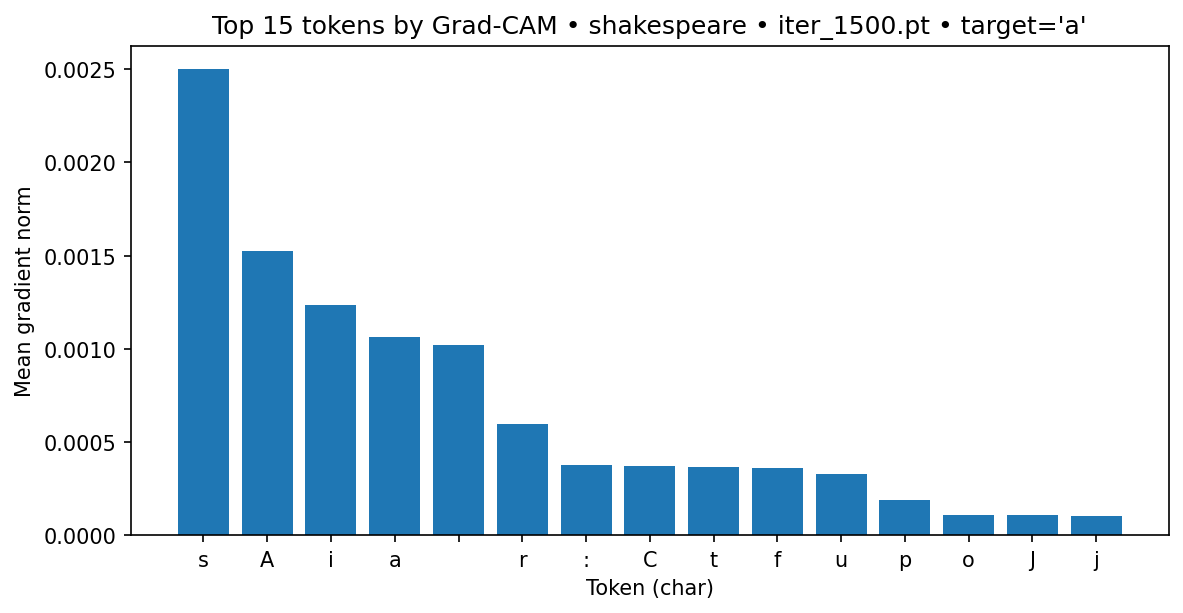 Top 15 tokens by Grad-CAM • shakespeare • iter_1500.pt • target='a'
Mean gradient norm
0.0025
0.0020
0.0015
0.0010
0.0005
0.0000
s A i a r : C t f u p o J j
Token (char)